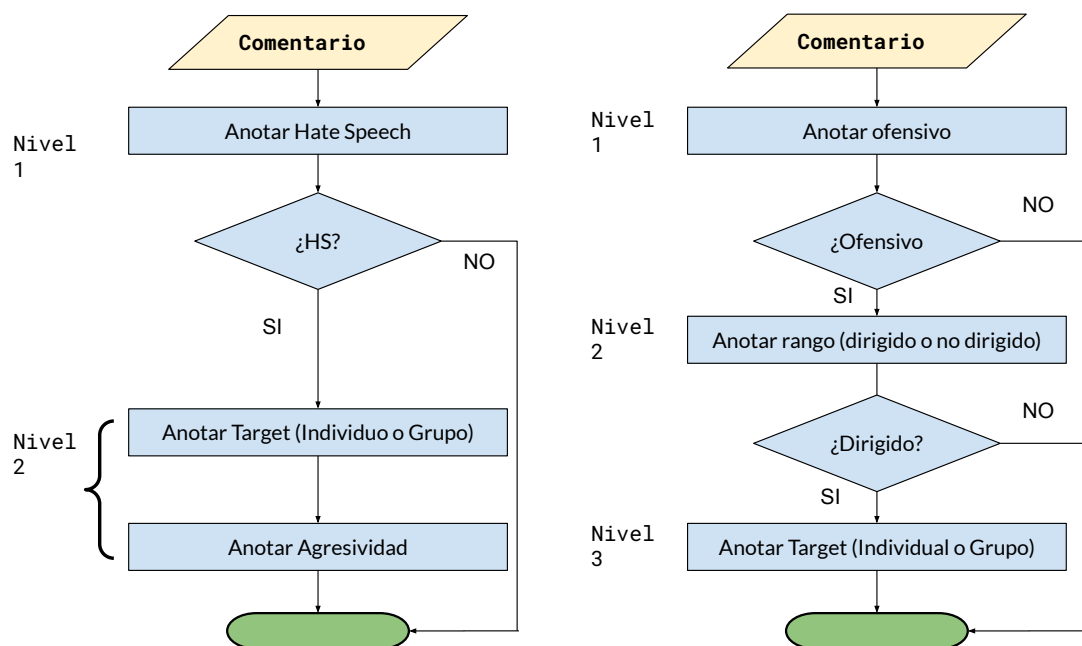 Comentario
Nivel
1
Anotar Hate Speech
¿HS?
NO
SI
Nivel
2
Anotar Target (Individuo o Grupo)
Anotar Agresividad
Comentario
Nivel
1
Anotar ofensivo
¿Ofensivo
NO
SI
Nivel
2
Anotar rango (dirigido o no dirigido)
¿Dirigido?
NO
SI
Nivel
3
Anotar Target (Individual o Grupo)